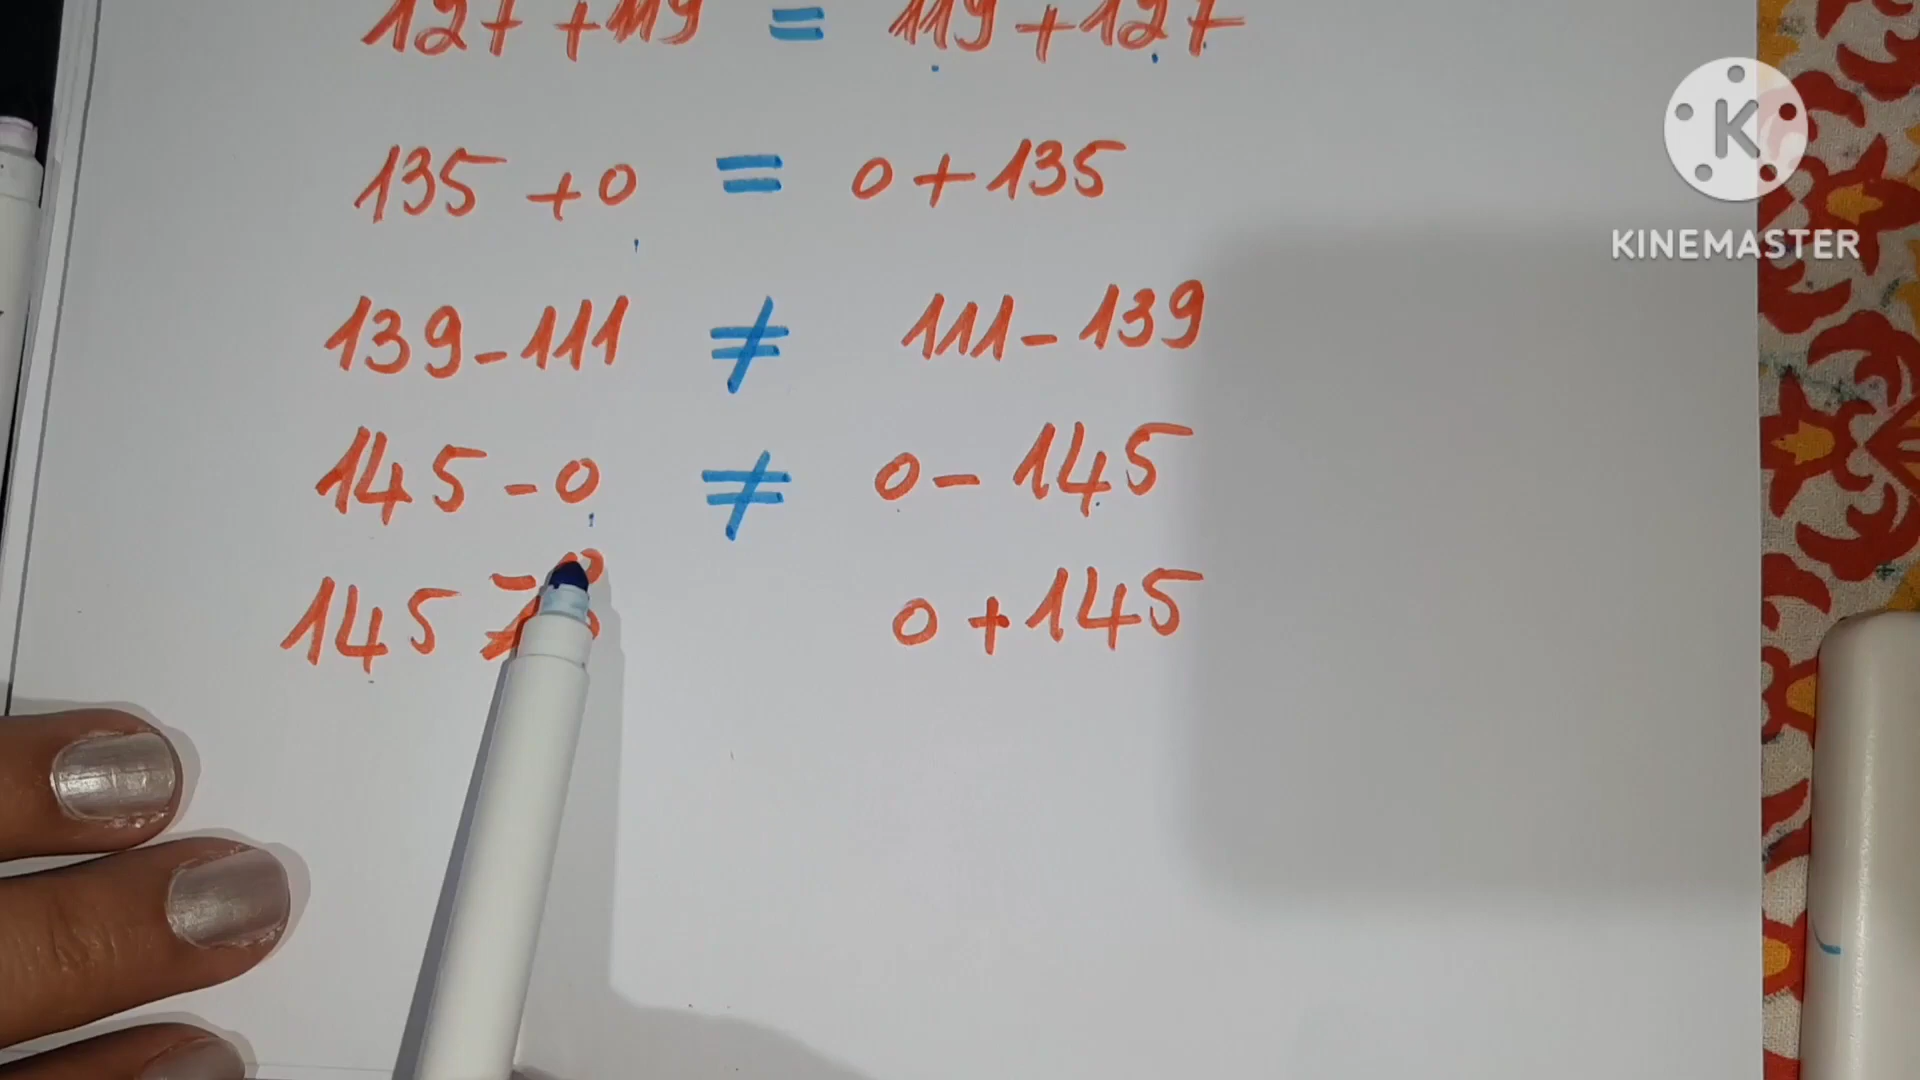 127 + 119 = 119 + 127
135 + 0 = 0 + 135
139 - 111 ≠ 111 - 139
145 - 0 ≠ 0 - 145
145 - 0 + 145
K
KINEMASTER